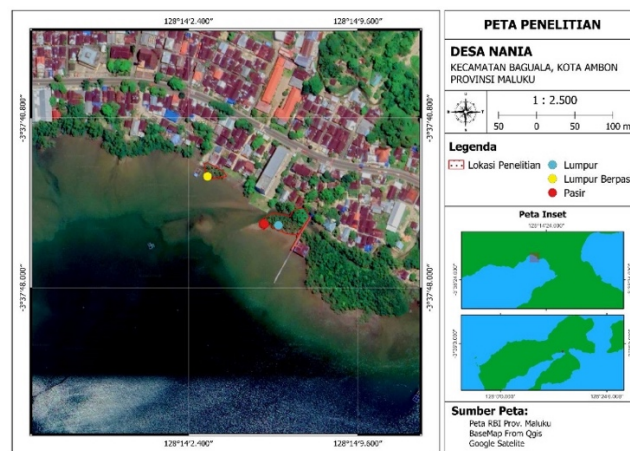 128°14'2.400" 128°14'9.600"
-3°37'40.800"
-3°37'48.000"
128°14'2.400" 128°14'9.600"
-3°37'40.800"
-3°37'48.000"
PETA PENELITIAN
DESA NANIA
KECAMATAN BAGUALA, KOTA AMBON
PROVINSI MALUKU
1 : 2.500
50 0 50 100 m
Legenda
Lokasi Penelitian
Lumpur
Lumpur Berpas
Pasir
Peta Inset
Sumber Peta:
Peta RBI Prov. Maluku
BaseMap From Qgis
Google Satelite